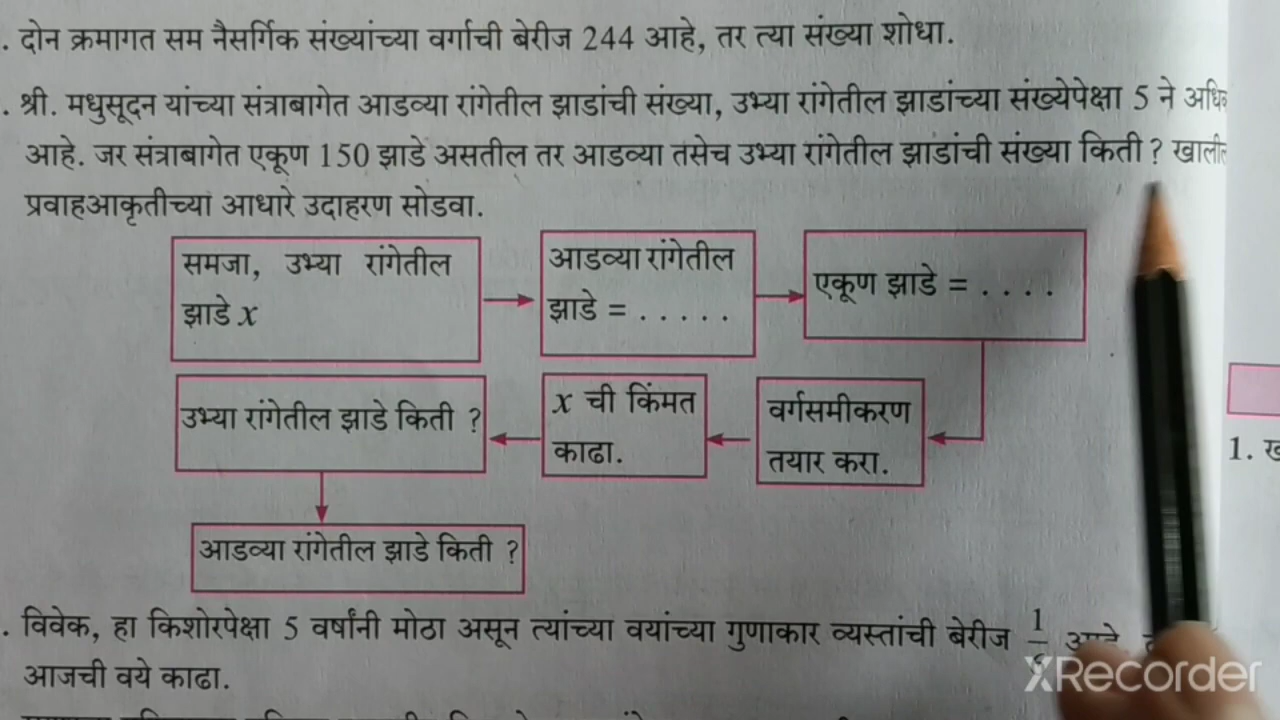 . दोन क्रमागत सम नैसर्गिक संख्यांच्या वर्गाची बेरीज 244 आहे, तर त्या संख्या शोधा.
. श्री. मधुसूदन यांच्या संत्राबागेत आडव्या रांगेतील झाडांची संख्या, उभ्या रांगेतील झाडांच्या संख्येपेक्षा 5 ने
आहे. जर संत्राबागेत एकूण 150 झाडे असतील तर आडव्या तसेच उभ्या रांगेतील झाडांची संख्या किती ?
प्रवाहआकृतीच्या आधारे उदाहरण सोडवा.
समजा, उभ्या रांगेतील
झाडे x
आडव्या रांगेतील
झाडे = . . . . .
एकूण झाडे = . . . .
उभ्या रांगेतील झाडे किती ?
x ची किंमत
काढा.
वर्गसमीकरण
तयार करा.
1.
आडव्या रांगेतील झाडे किती ?
. विवेक, हा किशोरपेक्षा 5 वर्षांनी मोठा असून त्यांच्या वयांच्या गुणाकार व्यस्तांची बेरीज
आजची वये काढा.
XRecorder